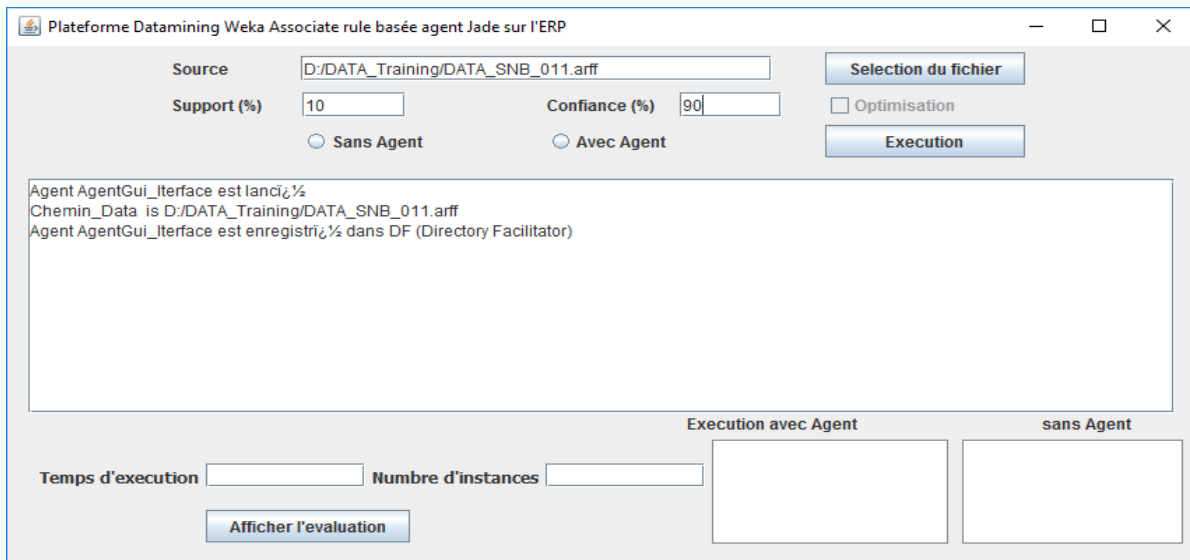 Plateforme Datamining Weka Associate rule basée agent Jade sur l'ERP
Source D:/DATA_Training/DATA_SNB_011.arff Selection du fichier
Support (%) 10 Confiance (%) 90 Optimisation
Sans Agent Avec Agent Execution
Agent AgentGui_Iterface est lancï¿½
Chemin_Data is D:/DATA_Training/DATA_SNB_011.arff
Agent AgentGui_Iterface est enregistrï¿½ dans DF (Directory Facilitator)
Execution avec Agent sans Agent
Temps d'execution Numbre d'instances
Afficher l'evaluation